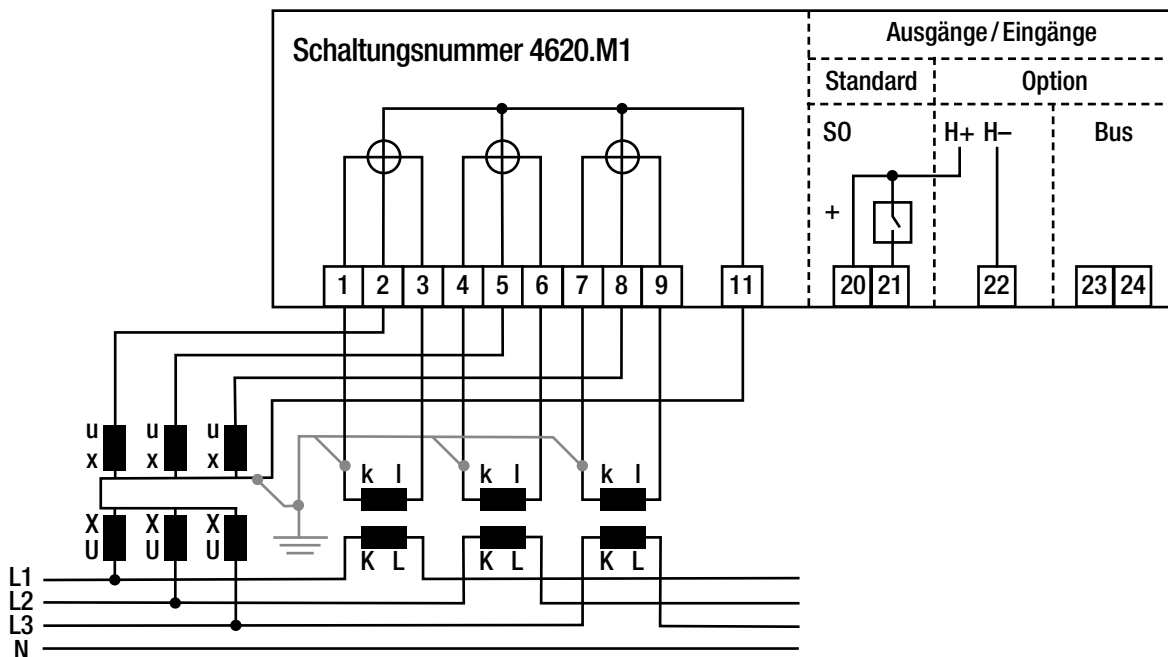 Schaltungsnummer 4620.M1
Ausgänge / Eingänge
Standard Option
S0 H+ H– Bus
+
1 2 3 4 5 6 7 8 9 11 20 21 22 23 24
u u u
x x x
k l k l k l
X X X
U U U
K L K L K L
L1
L2
L3
N